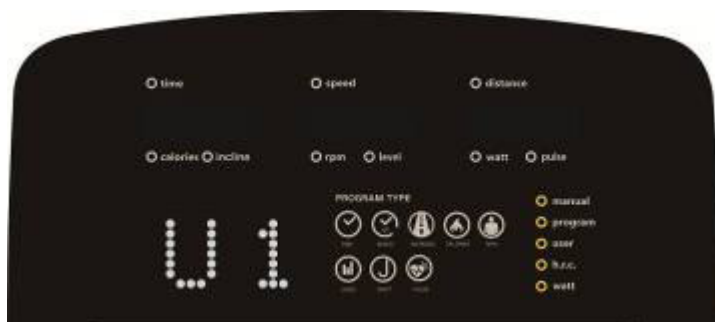 time speed distance
calories incline rpm level watt pulse
PROGRAM TYPE
manual
program
user
h.r.c.
watt
U1